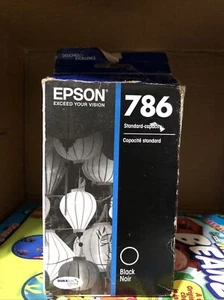 EPSON
EXCEED YOUR VISION
786
Standard-capacity
Capacité standard
Black
Noir